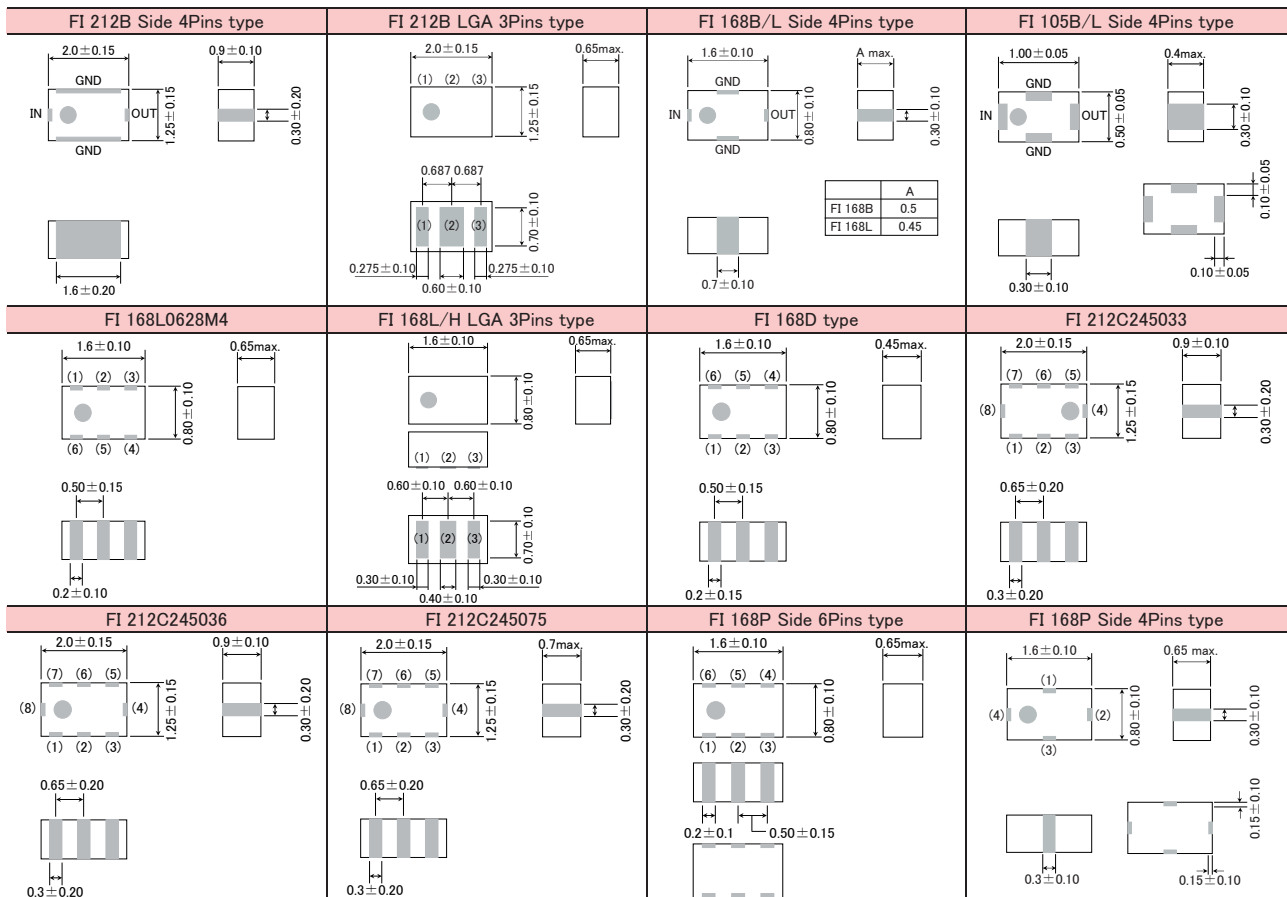 FI 212B Side 4Pins type
2.0±0.15
0.9±0.10
GND
IN
OUT
GND
1.25±0.15
0.30±0.20
1.6±0.20
FI 212B LGA 3Pins type
2.0±0.15
0.65max.
(1) (2) (3)
1.25±0.15
0.687 0.687
(1) (2) (3)
0.70±0.10
0.275±0.10 0.275±0.10
0.60±0.10
FI 168B/L Side 4Pins type
1.6±0.10
A max.
GND
IN
OUT
GND
0.80±0.10
0.30±0.10
A
FI 168B 0.5
FI 168L 0.45
0.7±0.10
FI 105B/L Side 4Pins type
1.00±0.05
0.4max.
GND
IN
OUT
GND
0.50±0.05
0.30±0.10
0.10±0.05
0.30±0.10
0.10±0.05
FI 168L0628M4
1.6±0.10
0.65max.
(1) (2) (3)
0.80±0.10
(6) (5) (4)
0.50±0.15
0.2±0.10
FI 168L/H LGA 3Pins type
1.6±0.10
0.65max.
0.80±0.10
(1) (2) (3)
0.60±0.10 0.60±0.10
(1) (2) (3)
0.70±0.10
0.30±0.10 0.30±0.10
0.40±0.10
FI 168D type
1.6±0.10
0.45max.
(6) (5) (4)
0.80±0.10
(1) (2) (3)
0.50±0.15
0.2±0.15
FI 212C245033
2.0±0.15
0.9±0.10
(7) (6) (5)
(8) (4)
(1) (2) (3)
1.25±0.15
0.30±0.20
0.65±0.20
0.3±0.20
FI 212C245036
2.0±0.15
0.9±0.10
(7) (6) (5)
(8) (4)
(1) (2) (3)
1.25±0.15
0.30±0.20
0.65±0.20
0.3±0.20
FI 212C245075
2.0±0.15
0.7max.
(7) (6) (5)
(8) (4)
(1) (2) (3)
1.25±0.15
0.30±0.20
0.65±0.20
0.3±0.20
FI 168P Side 6Pins type
1.6±0.10
0.65max.
(6) (5) (4)
0.80±0.10
(1) (2) (3)
0.2±0.1
0.50±0.15
FI 168P Side 4Pins type
1.6±0.10
0.65 max.
(1)
(4) (2)
(3)
0.80±0.10
0.30±0.10
0.15±0.10
0.3±0.10
0.15±0.10